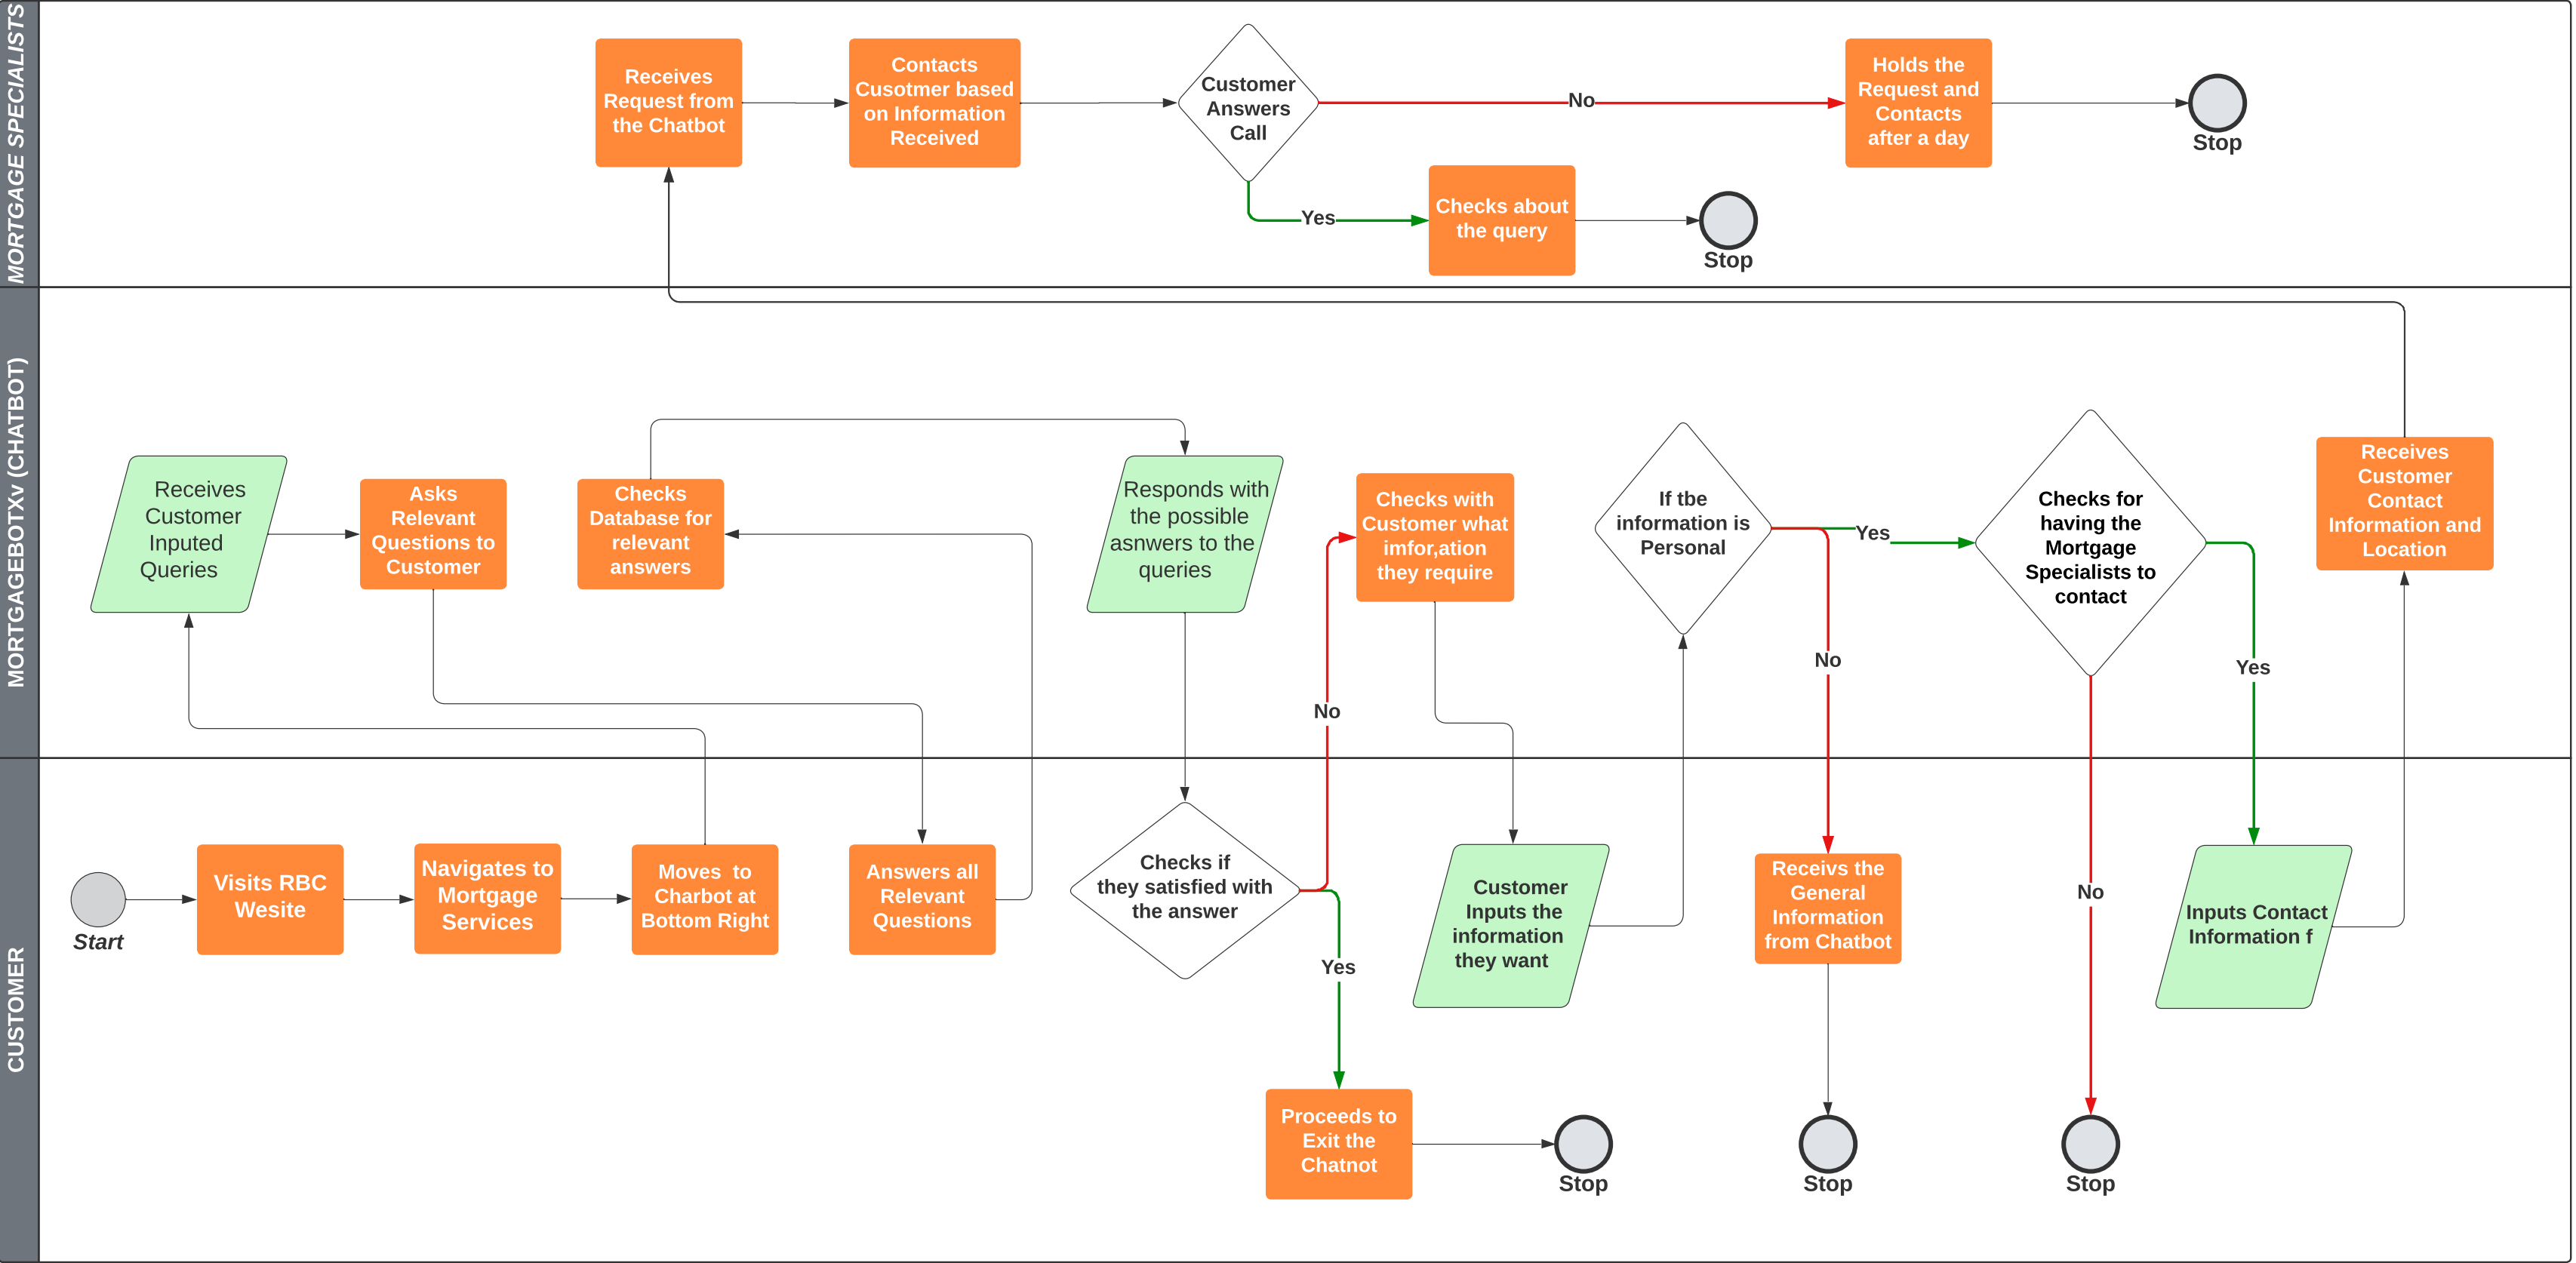 MORTGAGE SPECIALISTS
Receives
Request from
the Chatbot
Contacts
Cusotmer based
on Information
Received
Customer
Answers
Call
No
Yes
Holds the
Request and
Contacts
after a day
Stop
Checks about
the query
Stop
MORTGAGEBOTXv (CHATBOT)
Receives
Customer
Inputed
Queries
Asks
Relevant
Questions to
Customer
Checks
Database for
relevant
answers
Responds with
the possible
asnwers to the
queries
Checks with
Customer what
imfor,ation
they require
If tbe
information is
Personal
Yes
No
Checks for
having the
Mortgage
Specialists to
contact
Yes
No
Receives
Customer
Contact
Information and
Location
CUSTOMER
Start
Visits RBC
Wesite
Navigates to
Mortgage
Services
Moves  to
Charbot at
Bottom Right
Answers all
Relevant
Questions
Checks if
they satisfied with
the answer
No
Yes
Proceeds to
Exit the
Chatnot
Stop
Customer
Inputs the
information
they want
Receivs the
General
Information
from Chatbot
Stop
Stop
Inputs Contact
Information f